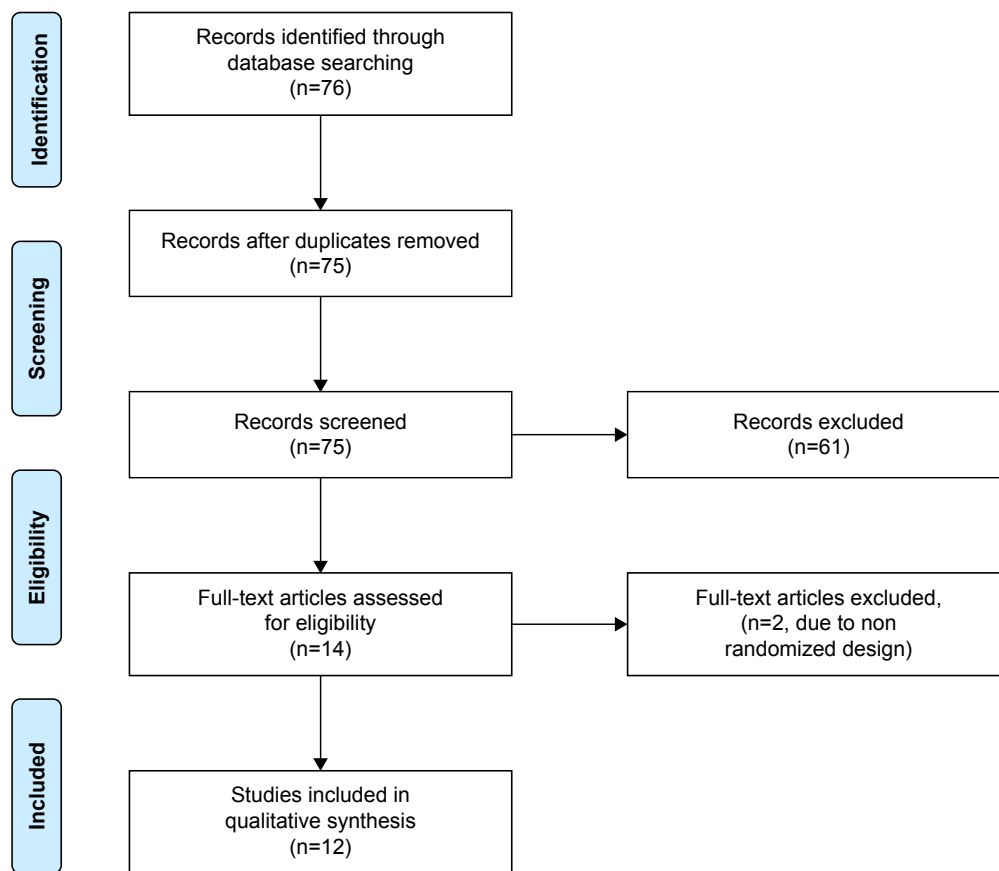 Identification
Records identified through
database searching
(n=76)
Screening
Records after duplicates removed
(n=75)
Records screened
(n=75)
Records excluded
(n=61)
Eligibility
Full-text articles assessed
for eligibility
(n=14)
Full-text articles excluded,
(n=2, due to non
randomized design)
Included
Studies included in
qualitative synthesis
(n=12)